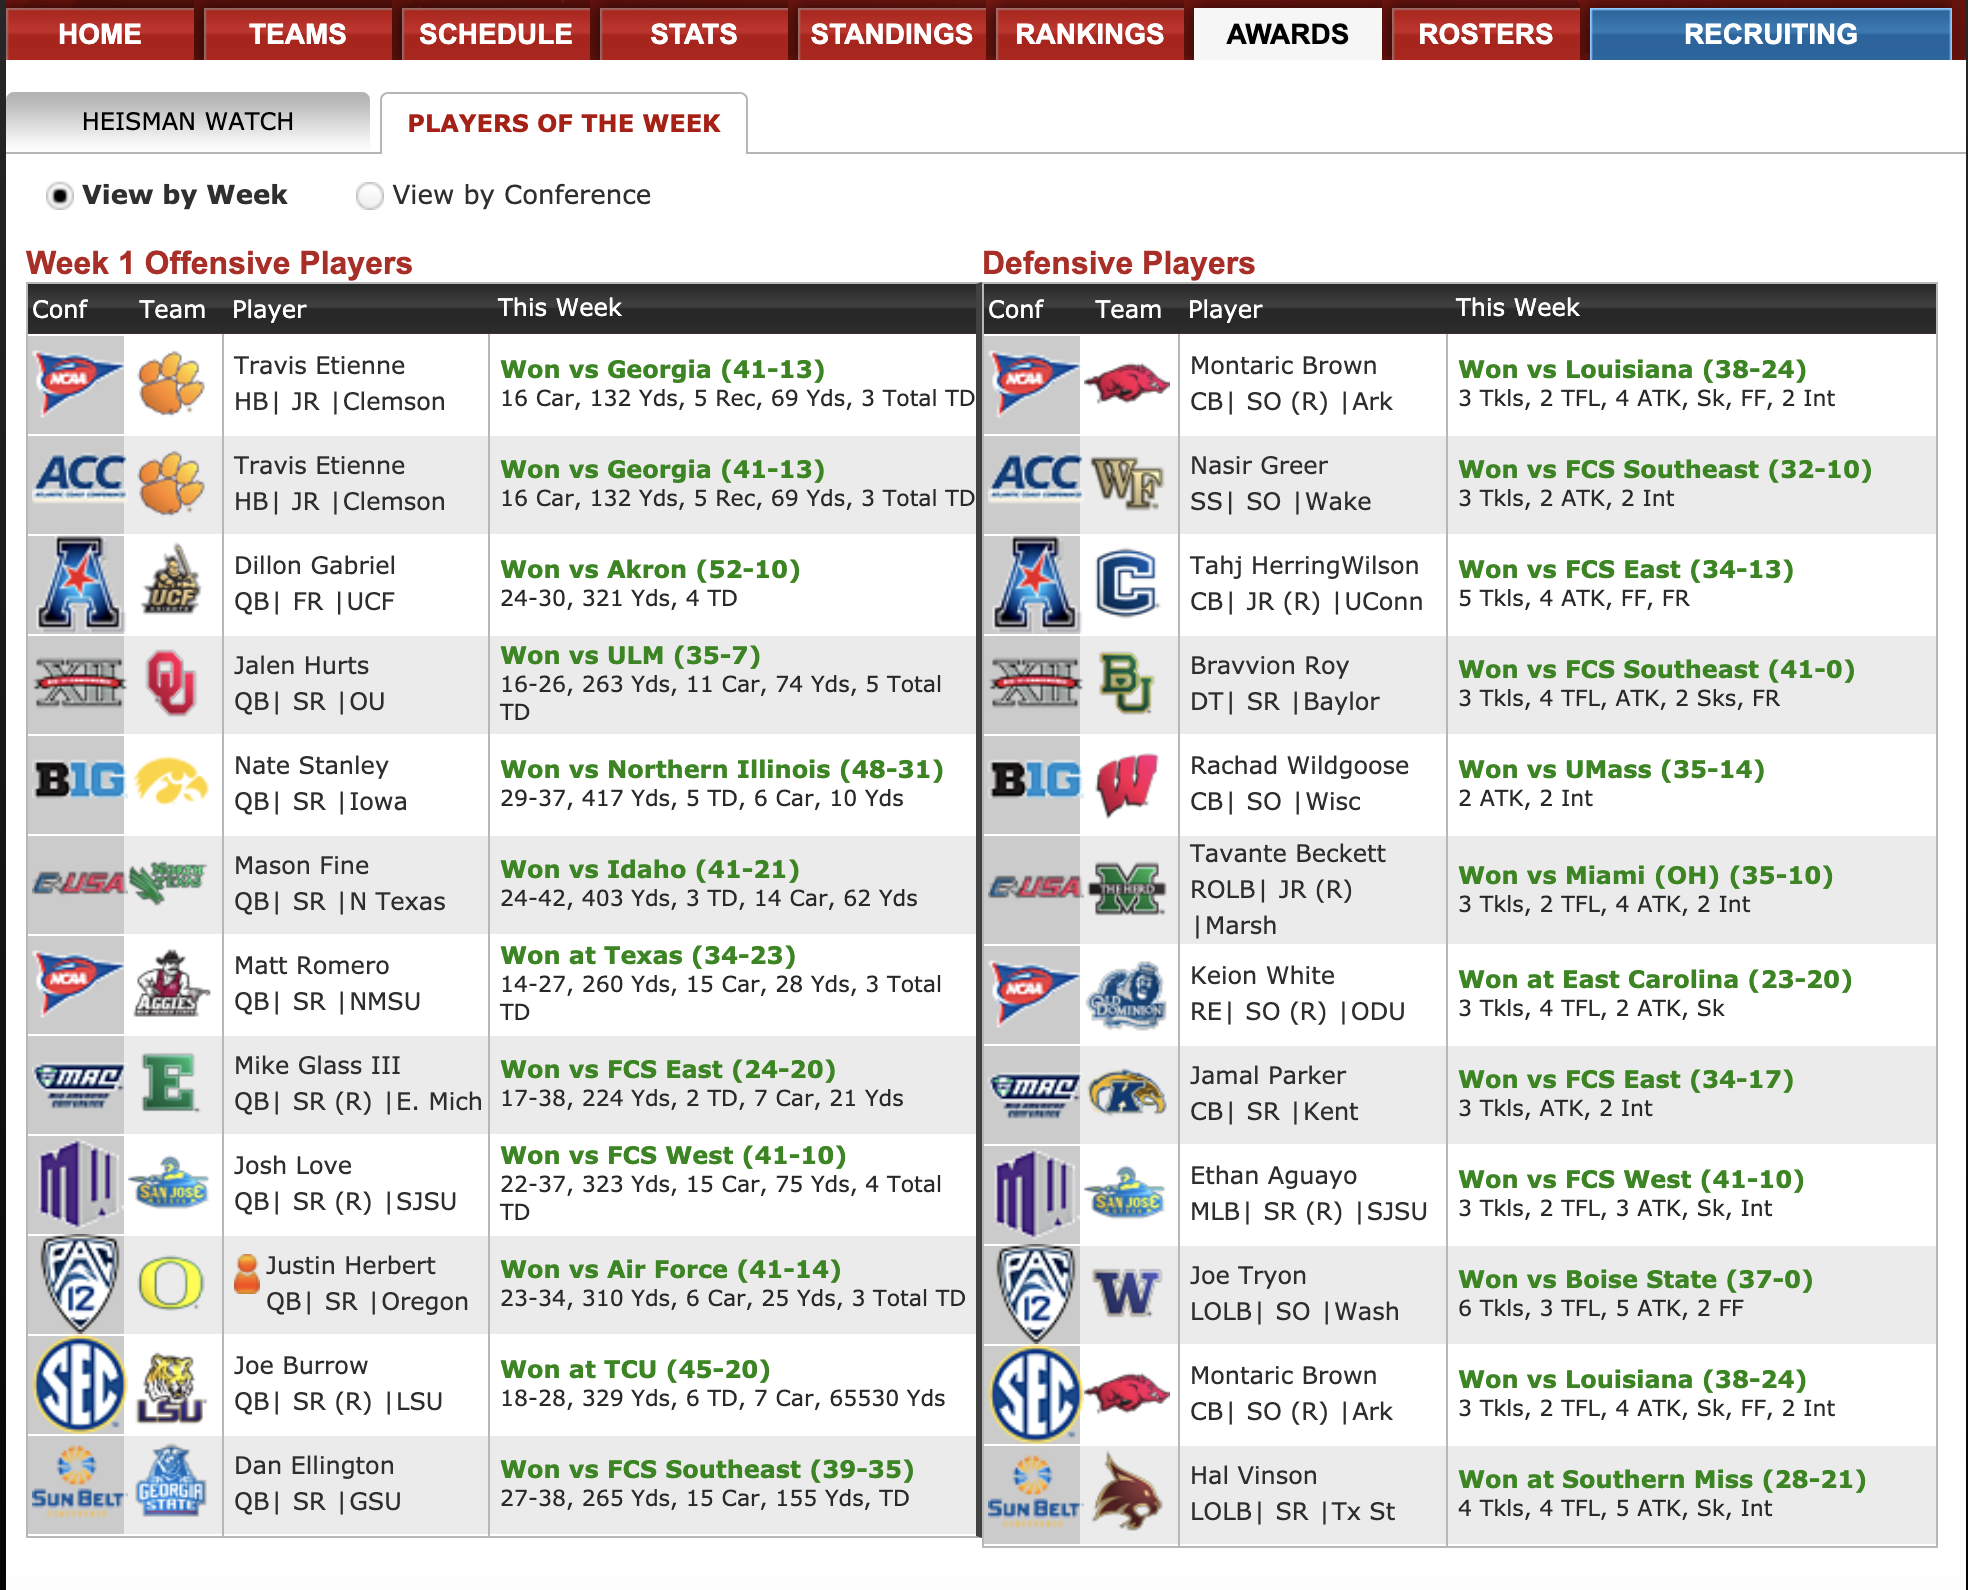 HOME TEAMS SCHEDULE STATS STANDINGS RANKINGS AWARDS ROSTERS RECRUITING
HEISMAN WATCH PLAYERS OF THE WEEK
View by Week View by Conference
Week 1 Offensive Players
Conf Team Player This Week
NCAA
Travis Etienne
HB| JR |Clemson
Won vs Georgia (41-13)
16 Car, 132 Yds, 5 Rec, 69 Yds, 3 Total TD
ACC
Travis Etienne
HB| JR |Clemson
Won vs Georgia (41-13)
16 Car, 132 Yds, 5 Rec, 69 Yds, 3 Total TD
A
UCF
Dillon Gabriel
QB| FR |UCF
Won vs Akron (52-10)
24-30, 321 Yds, 4 TD
XII
OU
Jalen Hurts
QB| SR |OU
Won vs ULM (35-7)
16-26, 263 Yds, 11 Car, 74 Yds, 5 Total
TD
B1G
Nate Stanley
QB| SR |Iowa
Won vs Northern Illinois (48-31)
29-37, 417 Yds, 5 TD, 6 Car, 10 Yds
C-USA
NORTH
TEXAS
Mason Fine
QB| SR |N Texas
Won vs Idaho (41-21)
24-42, 403 Yds, 3 TD, 14 Car, 62 Yds
NCAA
AGGIES
Matt Romero
QB| SR |NMSU
Won at Texas (34-23)
14-27, 260 Yds, 15 Car, 28 Yds, 3 Total
TD
MAC
E
Mike Glass III
QB| SR (R) |E. Mich
Won vs FCS East (24-20)
17-38, 224 Yds, 2 TD, 7 Car, 21 Yds
MW
SAN JOSE
Josh Love
QB| SR (R) |SJSU
Won vs FCS West (41-10)
22-37, 323 Yds, 15 Car, 75 Yds, 4 Total
TD
PAC
12
O
Justin Herbert
QB| SR |Oregon
Won vs Air Force (41-14)
23-34, 310 Yds, 6 Car, 25 Yds, 3 Total TD
SEC
LSU
Joe Burrow
QB| SR (R) |LSU
Won at TCU (45-20)
18-28, 329 Yds, 6 TD, 7 Car, 65530 Yds
SUN BELT
GEORGIA
STATE
Dan Ellington
QB| SR |GSU
Won vs FCS Southeast (39-35)
27-38, 265 Yds, 15 Car, 155 Yds, TD
Defensive Players
Conf Team Player This Week
NCAA
Montaric Brown
CB| SO (R) |Ark
Won vs Louisiana (38-24)
3 Tkls, 2 TFL, 4 ATK, Sk, FF, 2 Int
ACC
WF
Nasir Greer
SS| SO |Wake
Won vs FCS Southeast (32-10)
3 Tkls, 2 ATK, 2 Int
A
C
Tahj HerringWilson
CB| JR (R) |UConn
Won vs FCS East (34-13)
5 Tkls, 4 ATK, FF, FR
XII
BU
Bravvion Roy
DT| SR |Baylor
Won vs FCS Southeast (41-0)
3 Tkls, 4 TFL, ATK, 2 Sks, FR
B1G
W
Rachad Wildgoose
CB| SO |Wisc
Won vs UMass (35-14)
2 ATK, 2 Int
C-USA
M
THE HERD
Tavante Beckett
ROLB| JR (R)
|Marsh
Won vs Miami (OH) (35-10)
3 Tkls, 2 TFL, 4 ATK, 2 Int
NCAA
OLD
DOMINION
Keion White
RE| SO (R) |ODU
Won at East Carolina (23-20)
3 Tkls, 4 TFL, 2 ATK, Sk
MAC
K
Jamal Parker
CB| SR |Kent
Won vs FCS East (34-17)
3 Tkls, ATK, 2 Int
MW
SAN JOSE
Ethan Aguayo
MLB| SR (R) |SJSU
Won vs FCS West (41-10)
3 Tkls, 2 TFL, 3 ATK, Sk, Int
PAC
12
W
Joe Tryon
LOLB| SO |Wash
Won vs Boise State (37-0)
6 Tkls, 3 TFL, 5 ATK, 2 FF
SEC
Montaric Brown
CB| SO (R) |Ark
Won vs Louisiana (38-24)
3 Tkls, 2 TFL, 4 ATK, Sk, FF, 2 Int
SUN BELT
Hal Vinson
LOLB| SR |Tx St
Won at Southern Miss (28-21)
4 Tkls, 4 TFL, 5 ATK, Sk, Int